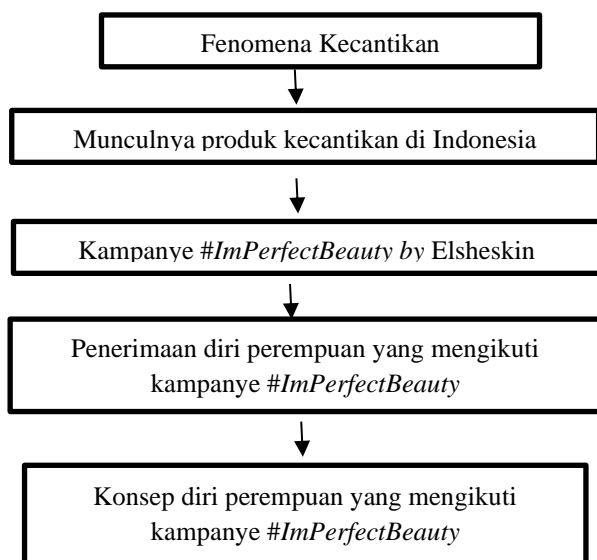 Fenomena Kecantikan
Munculnya produk kecantikan di Indonesia
Kampanye #ImPerfectBeauty by Elsheskin
Penerimaan diri perempuan yang mengikuti
kampanye #ImPerfectBeauty
Konsep diri perempuan yang mengikuti
kampanye #ImPerfectBeauty